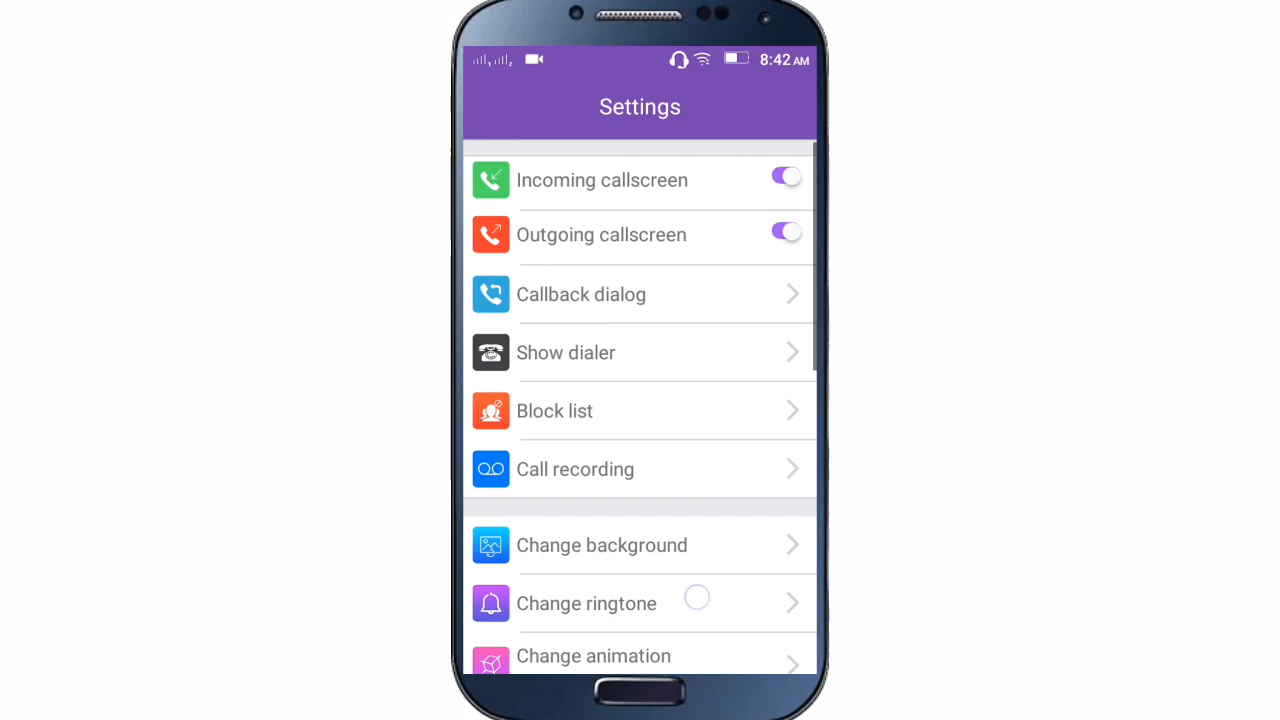 8:42 AM
Settings
Incoming callscreen
Outgoing callscreen
Callback dialog
Show dialer
Block list
Call recording
Change background
Change ringtone
Change animation